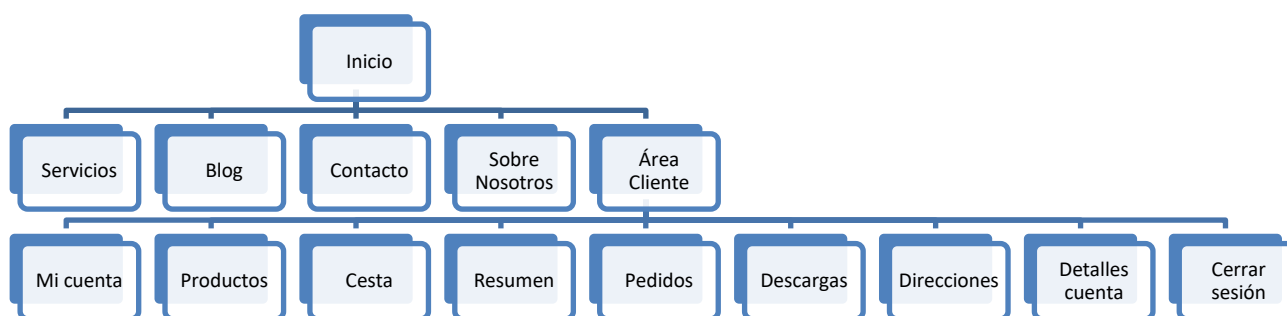 Inicio
Servicios
Blog
Contacto
Sobre
Nosotros
Área
Cliente
Mi cuenta
Productos
Cesta
Resumen
Pedidos
Descargas
Direcciones
Detalles
cuenta
Cerrar
sesión